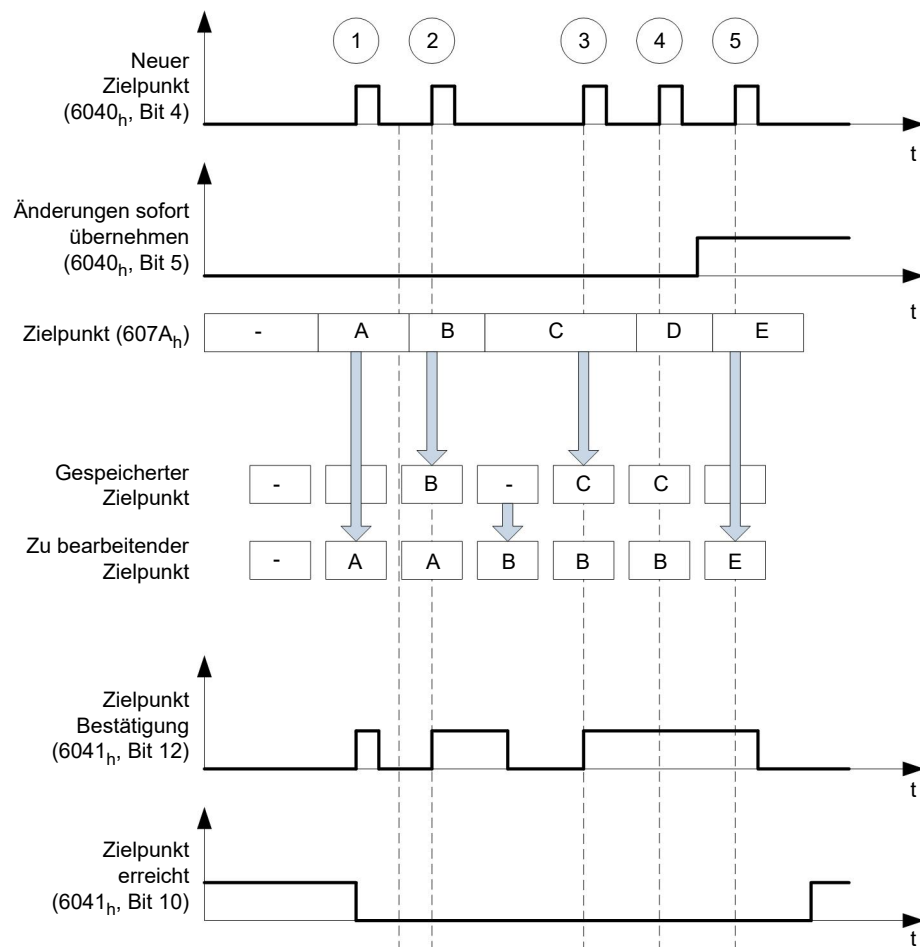 1 2 3 4 5
Neuer
Zielpunkt
(6040h, Bit 4)
t
Änderungen sofort
übernehmen
(6040h, Bit 5)
t
Zielpunkt (607Ah)
- A B C D E
Gespeicherter
Zielpunkt
- B - C C
Zu bearbeitender
Zielpunkt
- A A B B B E
Zielpunkt
Bestätigung
(6041h, Bit 12)
t
Zielpunkt
erreicht
(6041h, Bit 10)
t